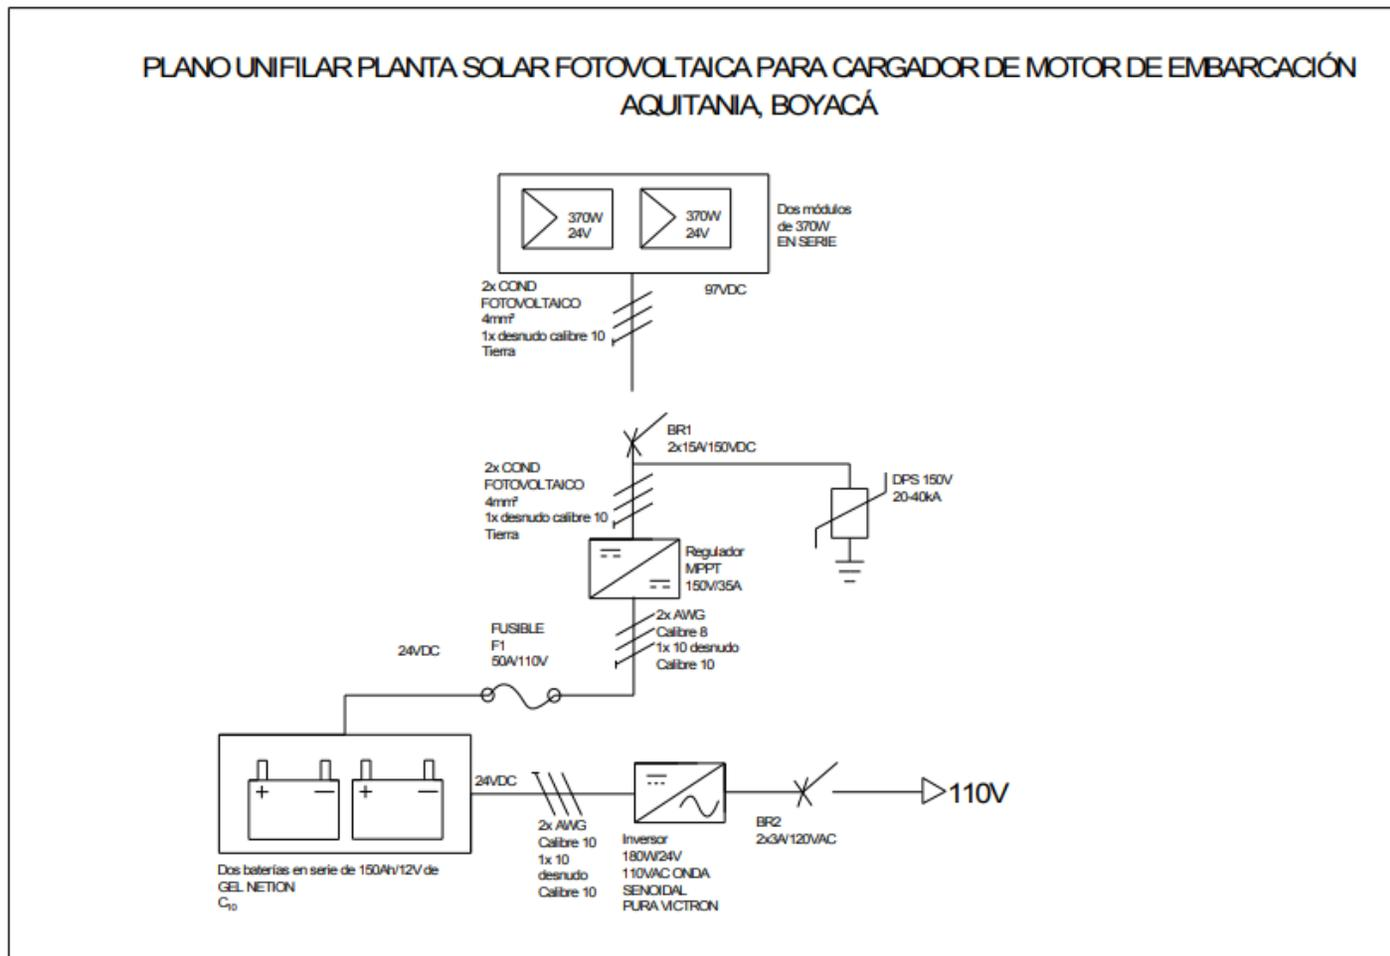 PLANO UNIFILAR PLANTA SOLAR FOTOVOLTAICA PARA CARGADOR DE MOTOR DE EMBARCACIÓN
AQUITANIA, BOYACÁ
370W
24V
370W
24V
Dos módulos
de 370W
EN SERIE
2x COND
FOTOVOLTAICO
4mm²
1x desnudo calibre 10
Tierra
97VDC
BR1
2x15A/150VDC
2x COND
FOTOVOLTAICO
4mm²
1x desnudo calibre 10
Tierra
DPS 150V
20-40kA
Regulador
MPPT
150V/35A
2x AWG
Calibre 8
1x 10 desnudo
Calibre 10
FUSIBLE
F1
50A/110V
24VDC
+ − + −
24VDC
2x AWG
Calibre 10
1x 10
desnudo
Calibre 10
Inversor
180W/24V
110VAC ONDA
SENOIDAL
PURA VICTRON
BR2
2x3A/120VAC
110V
Dos baterías en serie de 150Ah/12V de
GEL NETION
C₁₀